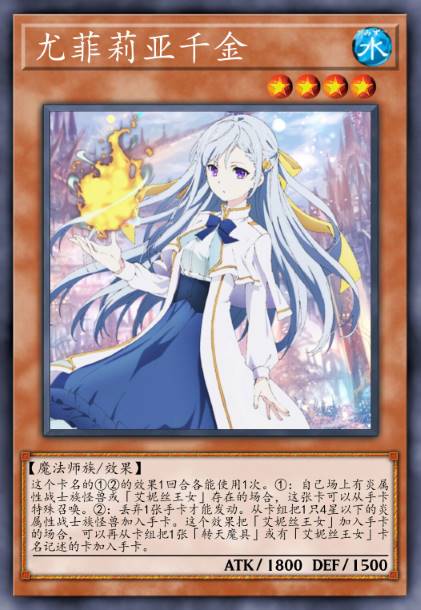 尤菲莉亚千金
水
【魔法师族/效果】
这个卡名的①②的效果1回合各能使用1次。①：自己场上有炎属
性战士族怪兽或「艾妮丝王女」存在的场合，这张卡可以从手卡
特殊召唤。②：丢弃1张手卡才能发动。从卡组把1只4星以下的炎
属性战士族怪兽加入手卡。这个效果把「艾妮丝王女」加入手卡
的场合，可以再从卡组把1张「转天魔具」或有「艾妮丝王女」卡
名记述的卡加入手卡。
ATK/1800 DEF/1500